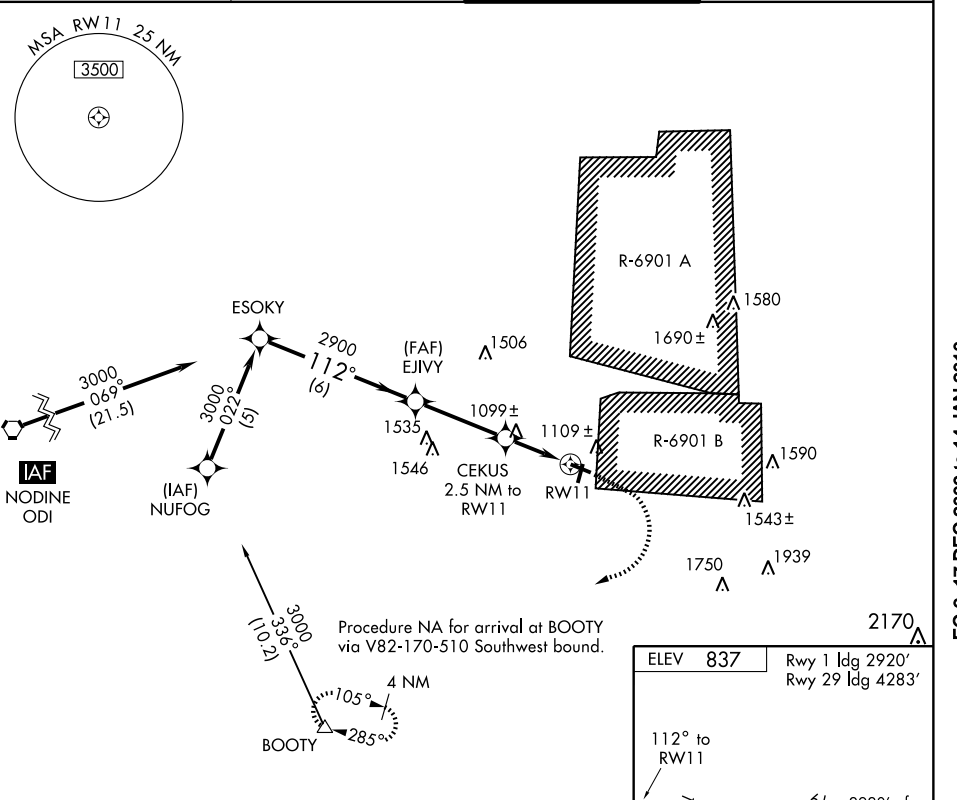 MSA RW11 25 NM
3500
R-6901 A
1580
1690±
ESOKY
2900
112°
(6)
(FAF)
EJIVY
1506
3000
069°
(21.5)
3000
022°
(5)
1535
1546
1099±
1109±
R-6901 B
1590
IAF
NODINE
ODI
(IAF)
NUFOG
CEKUS
2.5 NM to
RW11
RW11
1543±
1750
1939
2170
3000
336°
(10.2)
Procedure NA for arrival at BOOTY
via V82-170-510 Southwest bound.
4 NM
105°
285°
BOOTY
ELEV 837
Rwy 1 ldg 2920'
Rwy 29 ldg 4283'
112° to
RW11